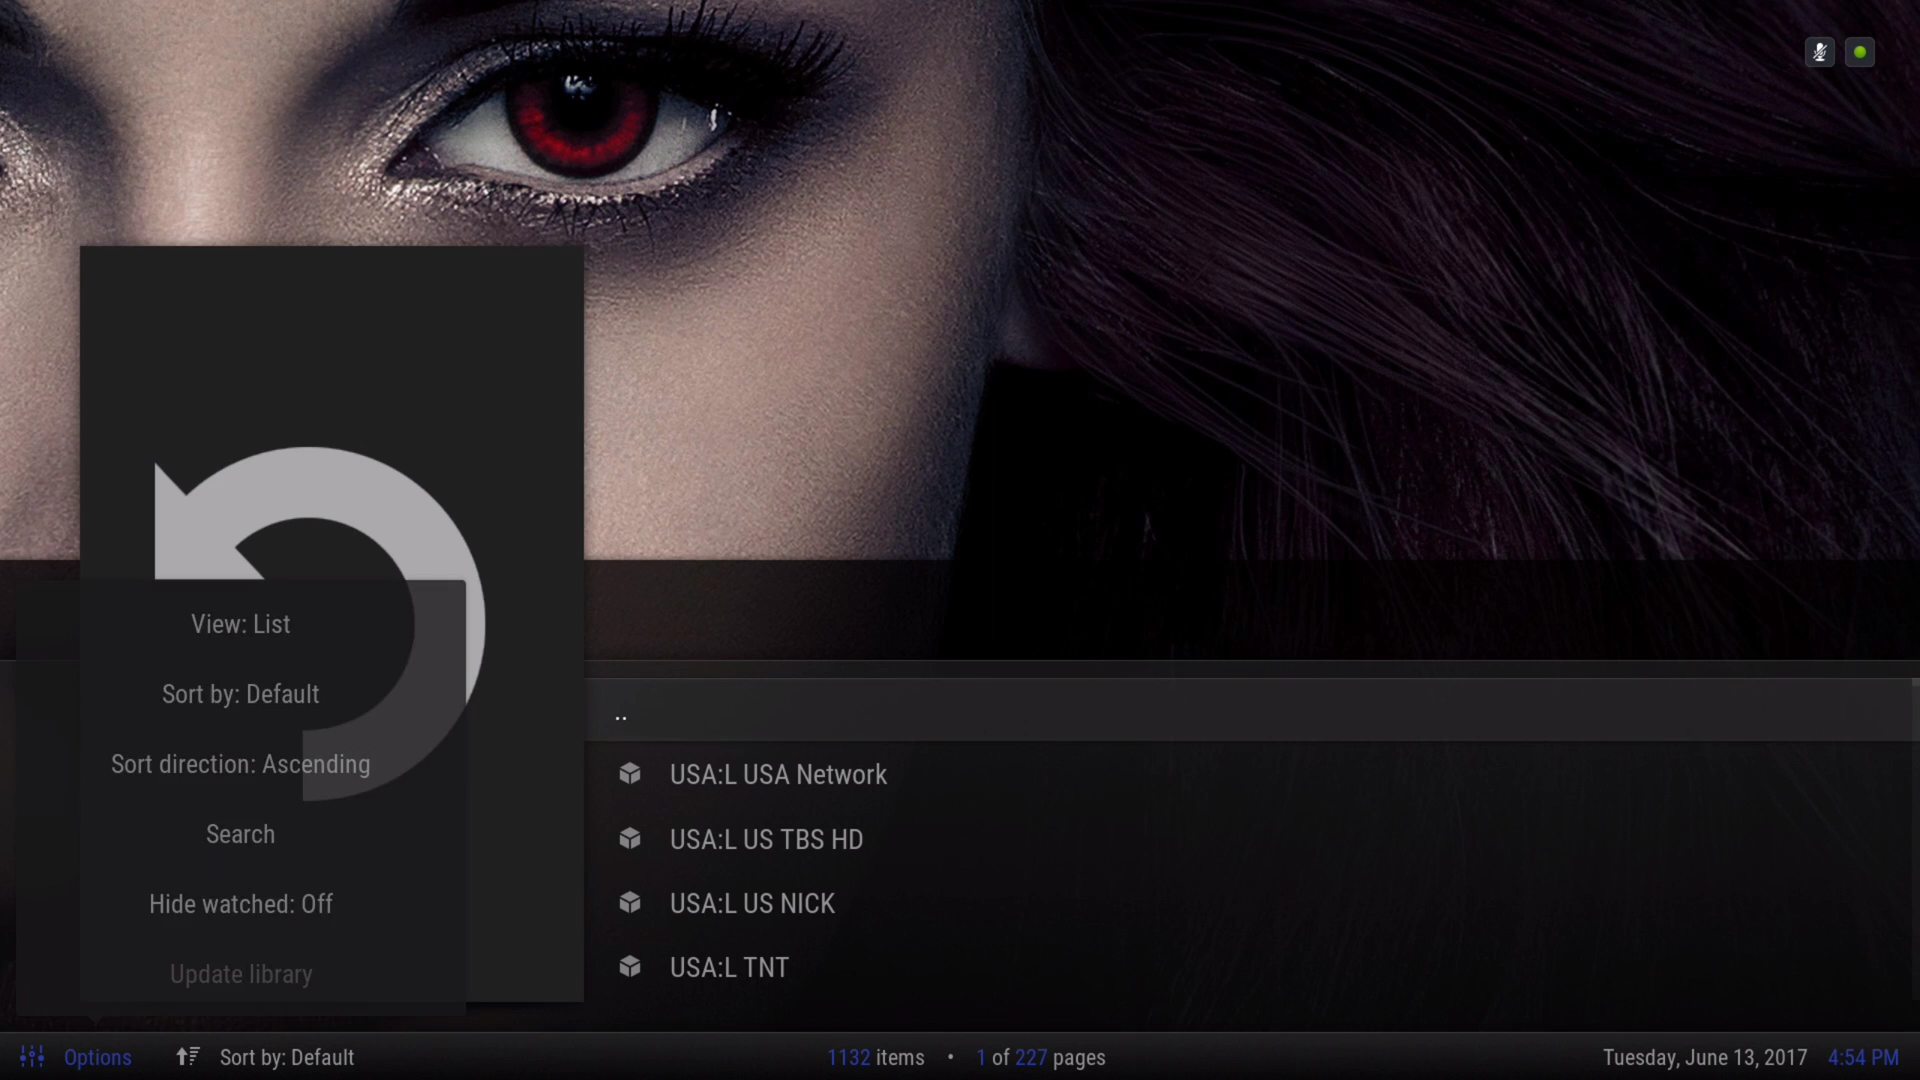 View: List
Sort by: Default
Sort direction: Ascending
Search
Hide watched: Off
Update library
..
USA:L USA Network
USA:L US TBS HD
USA:L US NICK
USA:L TNT
Options
Sort by: Default
1132 items • 1 of 227 pages
Tuesday, June 13, 2017 4:54 PM